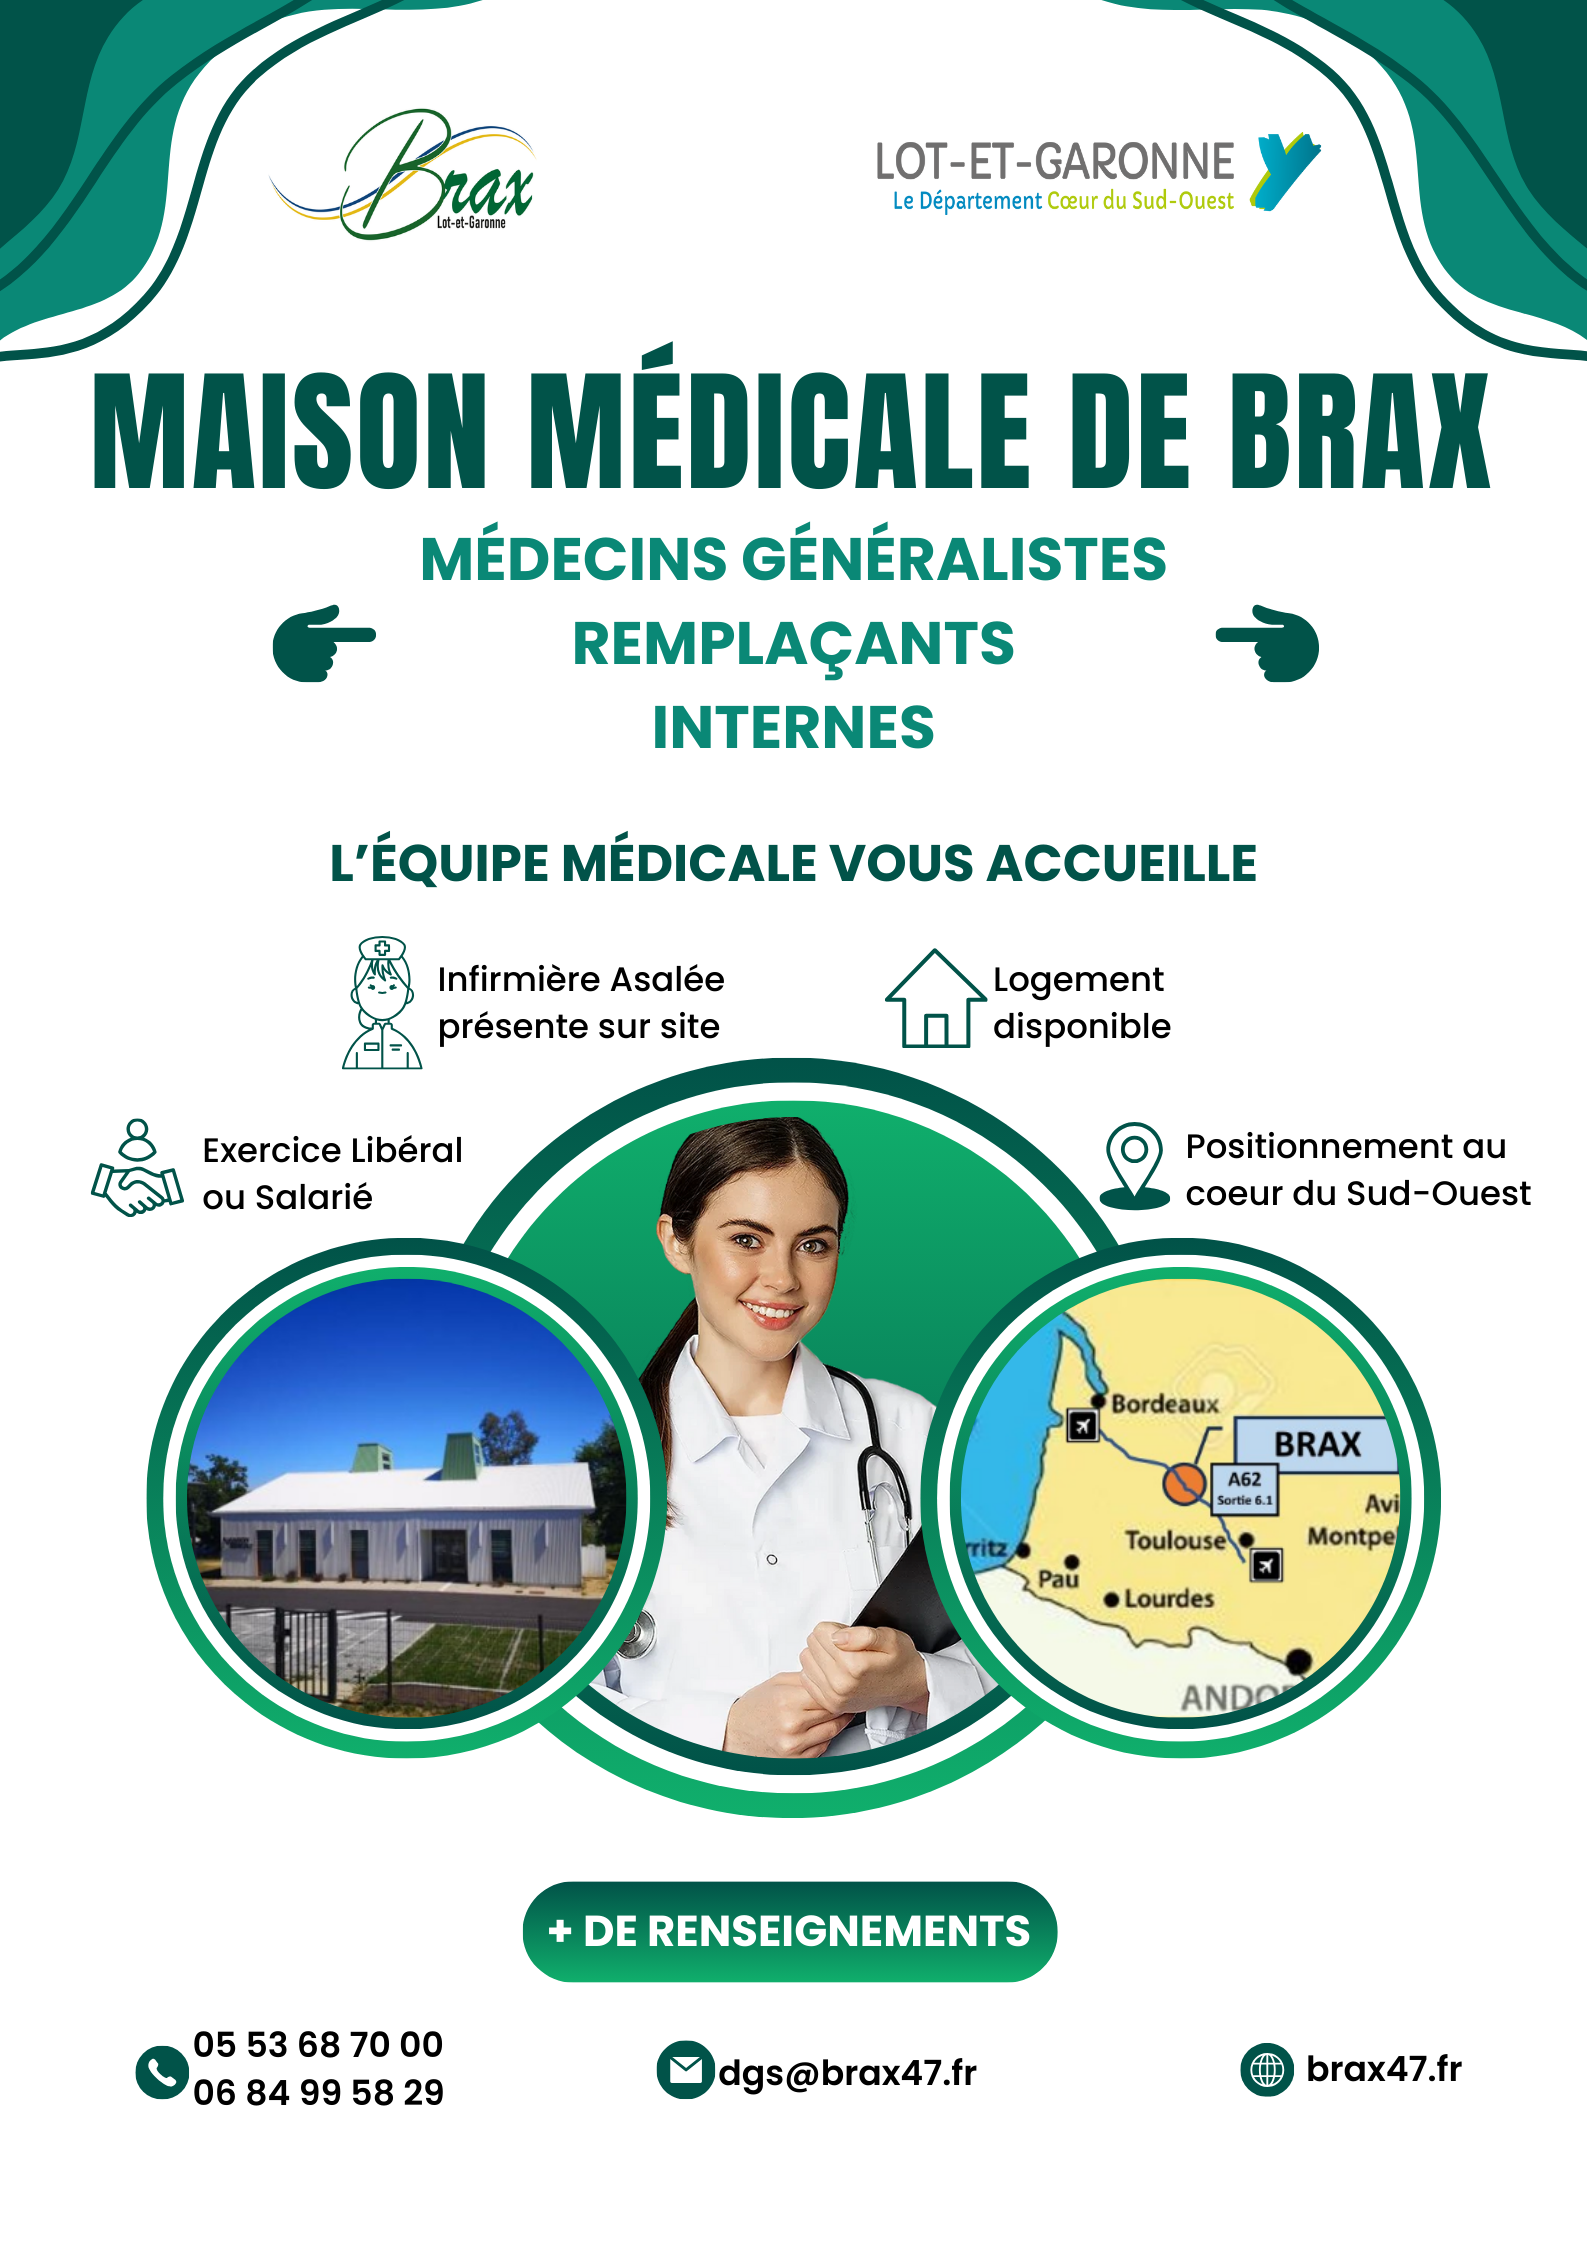 Brax
Lot-et-Garonne
LOT-ET-GARONNE
Le Département Cœur du Sud-Ouest
MAISON MÉDICALE DE BRAX
MÉDECINS GÉNÉRALISTES
REMPLAÇANTS
INTERNES
L'ÉQUIPE MÉDICALE VOUS ACCUEILLE
Infirmière Asalée
présente sur site
Logement
disponible
Exercice Libéral
ou Salarié
Positionnement au
coeur du Sud-Ouest
Bordeaux
BRAX
A62
Sortie 6.1
Avi
Toulouse
Montpe
rritz
Pau
Lourdes
ANDO
+ DE RENSEIGNEMENTS
05 53 68 70 00
06 84 99 58 29
dgs@brax47.fr
brax47.fr